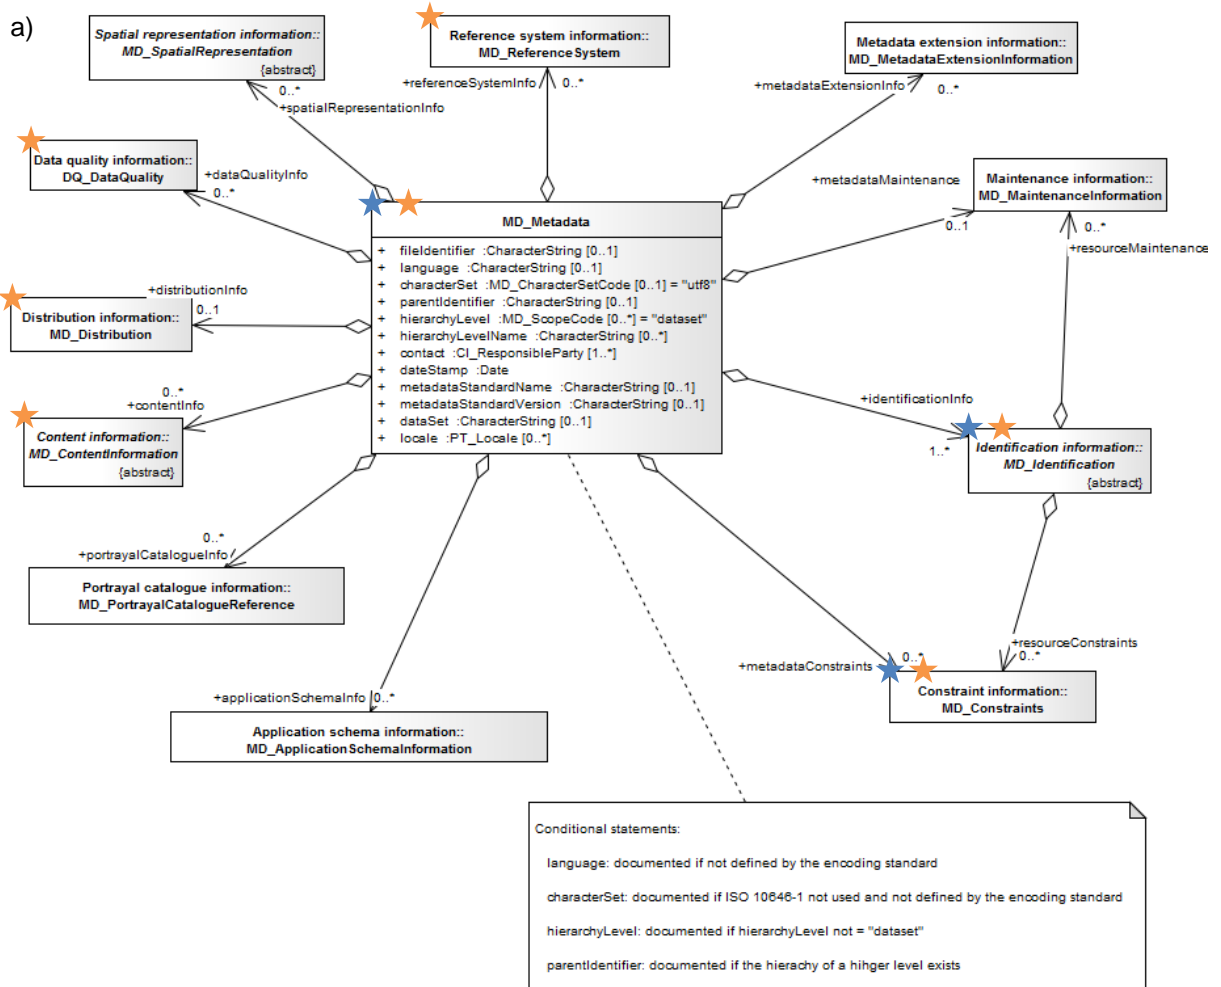 a)
Spatial representation information::
MD_SpatialRepresentation
{abstract}
0..*
+spatialRepresentationInfo
Reference system information::
MD_ReferenceSystem
+referenceSystemInfo
0..*
Metadata extension information::
MD_MetadataExtensionInformation
+metadataExtensionInfo
0..*
Data quality information::
DQ_DataQuality
+dataQualityInfo
0..*
Maintenance information::
MD_MaintenanceInformation
+metadataMaintenance
0..1
0..*
+resourceMaintenance
MD_Metadata
+ fileIdentifier :CharacterString [0..1]
+ language :CharacterString [0..1]
+ characterSet :MD_CharacterSetCode [0..1] = "utf8"
+ parentIdentifier :CharacterString [0..1]
+ hierarchyLevel :MD_ScopeCode [0..*] = "dataset"
+ hierarchyLevelName :CharacterString [0..*]
+ contact :CI_ResponsibleParty [1..*]
+ dateStamp :Date
+ metadataStandardName :CharacterString [0..1]
+ metadataStandardVersion :CharacterString [0..1]
+ dataSet :CharacterString [0..1]
+ locale :PT_Locale [0..*]
+distributionInfo
0..1
Distribution information::
MD_Distribution
0..*
+contentInfo
Content information::
MD_ContentInformation
{abstract}
+identificationInfo
1..*
Identification information::
MD_Identification
{abstract}
0..*
+portrayalCatalogueInfo
Portrayal catalogue information::
MD_PortrayalCatalogueReference
+applicationSchemaInfo
0..*
Application schema information::
MD_ApplicationSchemaInformation
+metadataConstraints
0..*
+resourceConstraints
0..*
Constraint information::
MD_Constraints
Conditional statements:
language: documented if not defined by the encoding standard
characterSet: documented if ISO 10646-1 not used and not defined by the encoding standard
hierarchyLevel: documented if hierarchyLevel not = "dataset"
parentIdentifier: documented if the hierachy of a hihger level exists